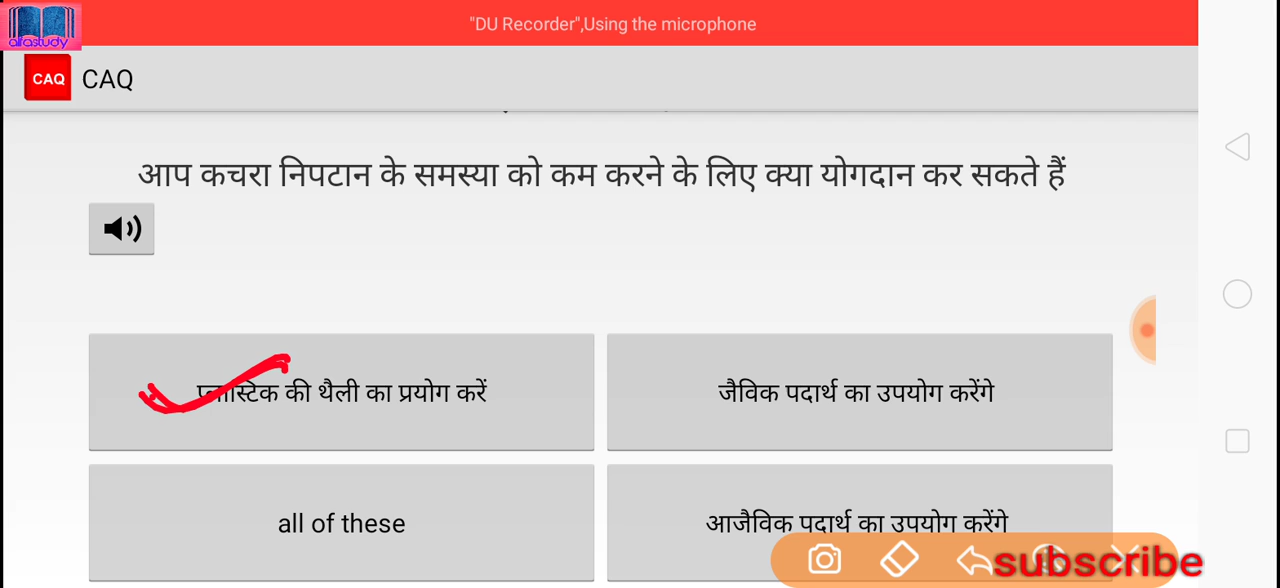 "DU Recorder",Using the microphone
alfastudy
CAQ
CAQ
आप कचरा निपटान के समस्या को कम करने के लिए क्या योगदान कर सकते हैं
प्लास्टिक की थैली का प्रयोग करें
जैविक पदार्थ का उपयोग करेंगे
all of these
आजैविक पदार्थ का उपयोग करेंगे
subscribe